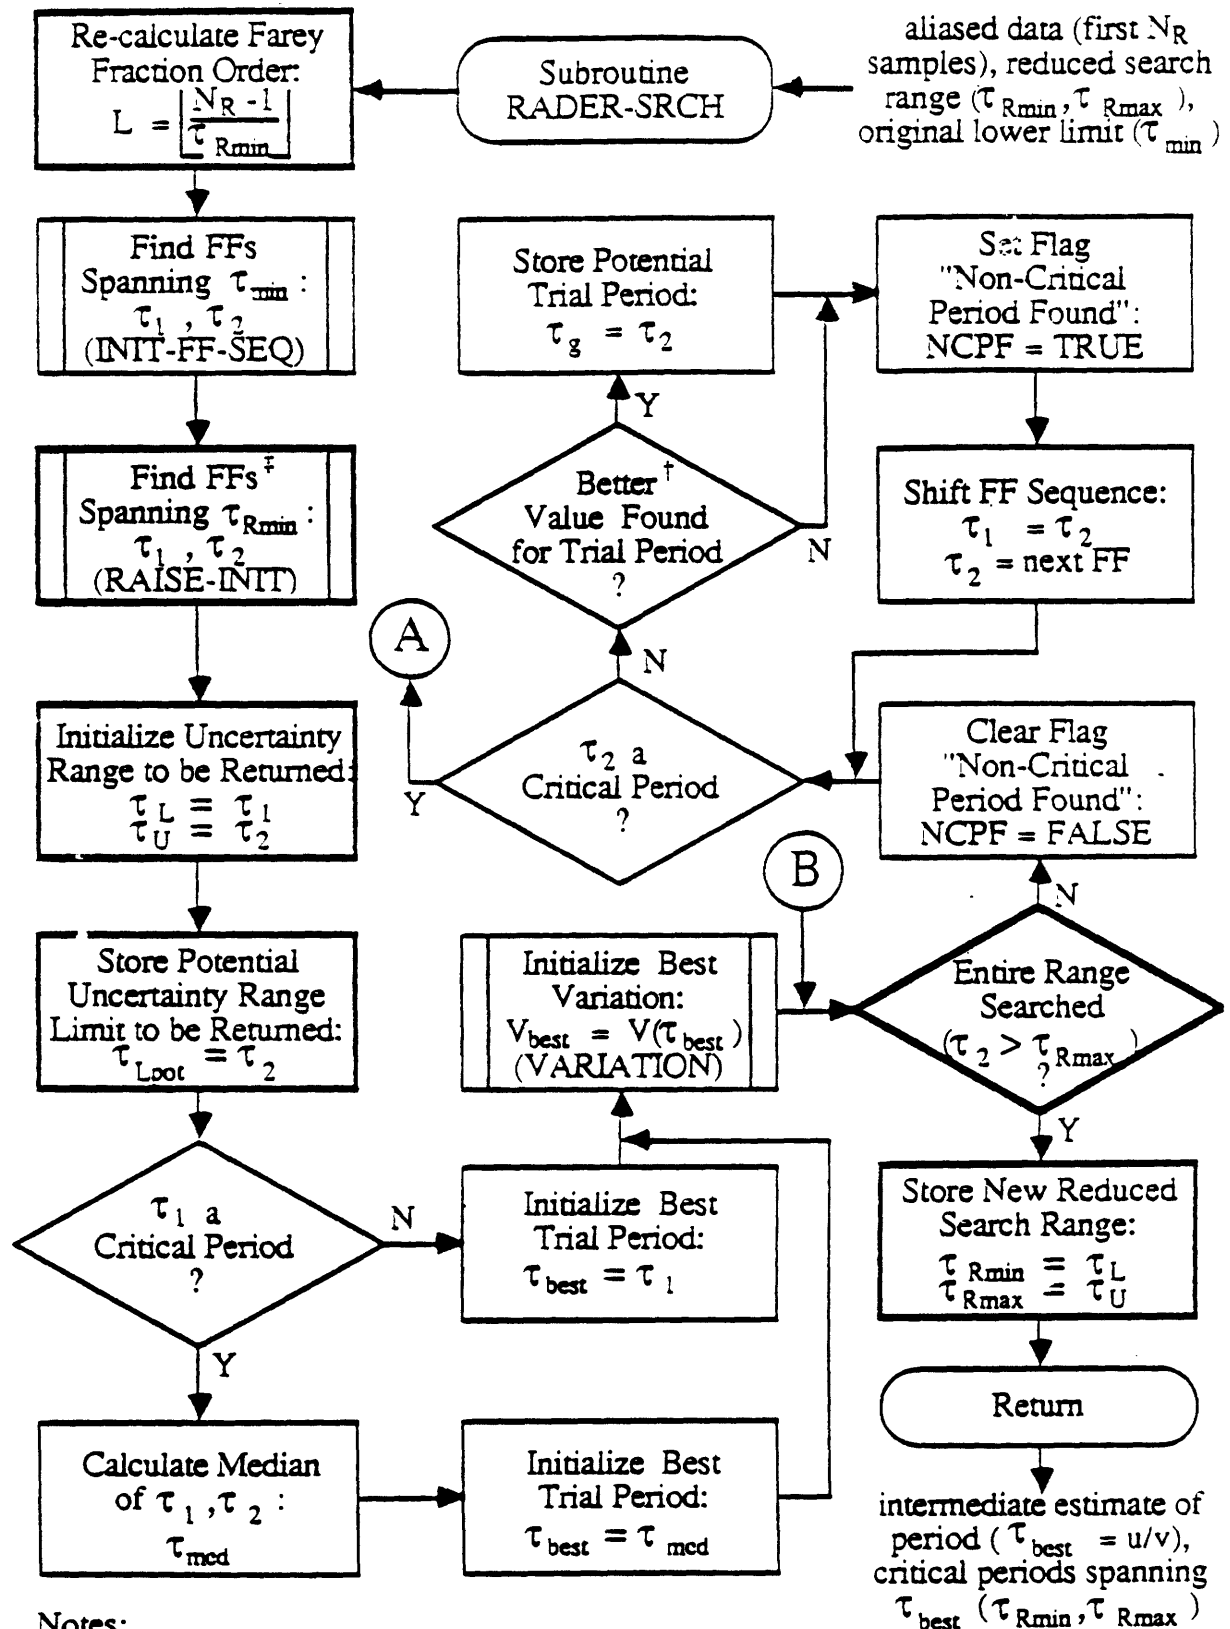 Re-calculate Farey
Fraction Order:
L = ⌊N_R - 1 / τ_Rmin⌋
Subroutine
RADER-SRCH
aliased data (first N_R
samples), reduced search
range (τ_Rmin, τ_Rmax),
original lower limit (τ_min)
Find FFs
Spanning τ_min :
τ_1 , τ_2
(INIT-FF-SEQ)
Store Potential
Trial Period:
τ_g = τ_2
Set Flag
"Non-Critical
Period Found":
NCPF = TRUE
Y
Find FFs‡
Spanning τ_Rmin :
τ_1 , τ_2
(RAISE-INIT)
Better†
Value Found
for Trial Period
?
N
Shift FF Sequence:
τ_1 = τ_2
τ_2 = next FF
A
N
Initialize Uncertainty
Range to be Returned:
τ_L = τ_1
τ_U = τ_2
Y
τ_2 a
Critical Period
?
Clear Flag
"Non-Critical
Period Found":
NCPF = FALSE
B
N
Store Potential
Uncertainty Range
Limit to be Returned:
τ_Lpot = τ_2
Initialize Best
Variation:
V_best = V(τ_best)
(VARIATION)
Entire Range
Searched
(τ_2 > τ_Rmax)
?
Y
τ_1 a
Critical Period
?
N
Initialize Best
Trial Period:
τ_best = τ_1
Store New Reduced
Search Range:
τ_Rmin = τ_L
τ_Rmax = τ_U
Y
Return
Calculate Median
of τ_1 , τ_2 :
τ_med
Initialize Best
Trial Period:
τ_best = τ_med
intermediate estimate of
period (τ_best = u/v),
critical periods spanning
τ_best (τ_Rmin, τ_Rmax)
Notes: